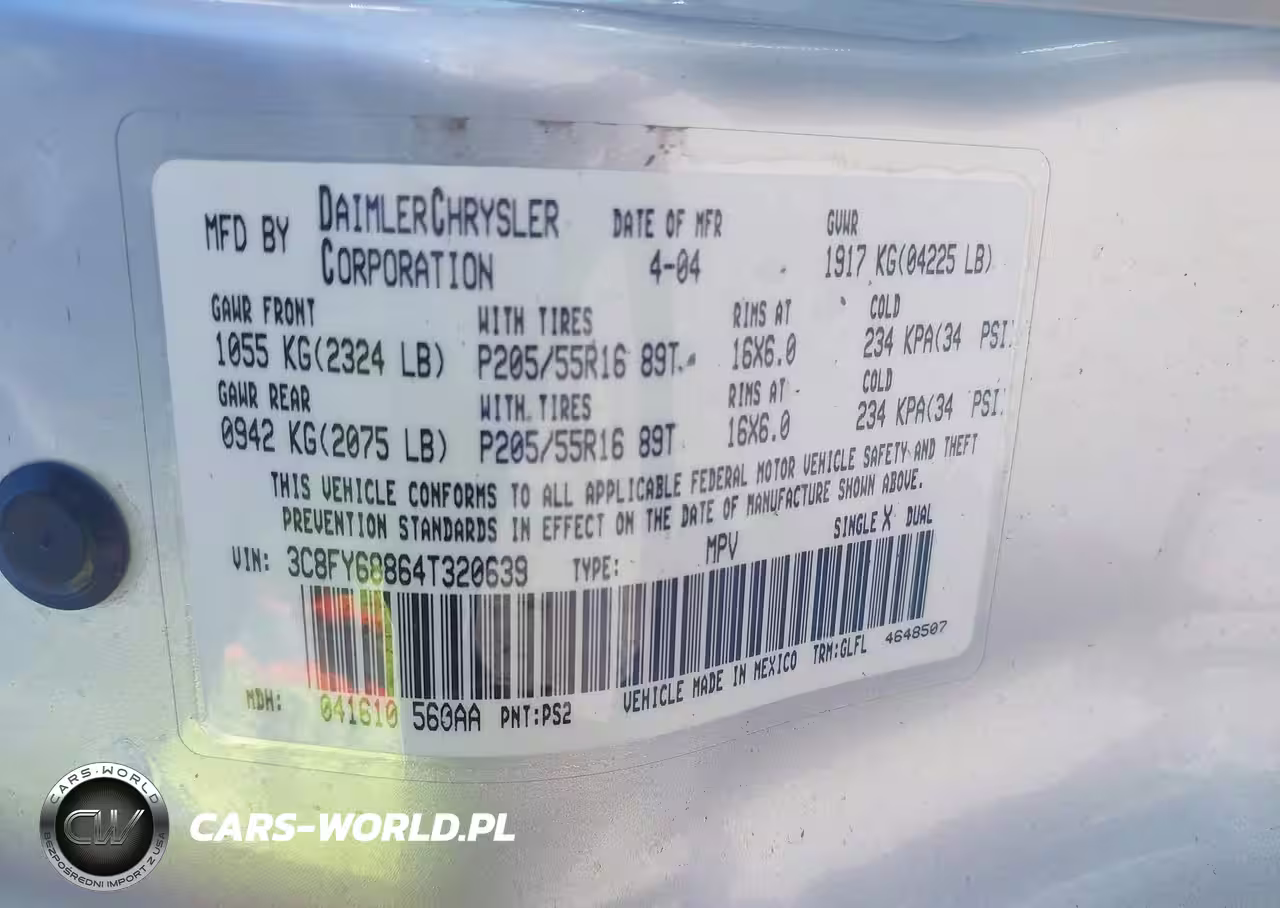 MFD BY DAIMLERCHRYSLER CORPORATION
DATE OF MFR 4-04
GVWR 1917 KG(04225 LB)
GAWR FRONT WITH TIRES RIMS AT COLD
1055 KG(2324 LB) P205/55R16 89T 16X6.0 234 KPA(34 PSI)
GAWR REAR WITH TIRES RIMS AT COLD
0942 KG(2075 LB) P205/55R16 89T 16X6.0 234 KPA(34 PSI)
THIS VEHICLE CONFORMS TO ALL APPLICABLE FEDERAL MOTOR VEHICLE SAFETY AND THEFT
PREVENTION STANDARDS IN EFFECT ON THE DATE OF MANUFACTURE SHOWN ABOVE.
VIN: 3C8FY68864T320639 TYPE: MPV SINGLE X DUAL
MDH: 041610 560AA PNT:PS2 VEHICLE MADE IN MEXICO TRM:GLFL 4648507
CARS-WORLD
CW
BEZPOŚREDNI IMPORT Z USA
CARS-WORLD.PL